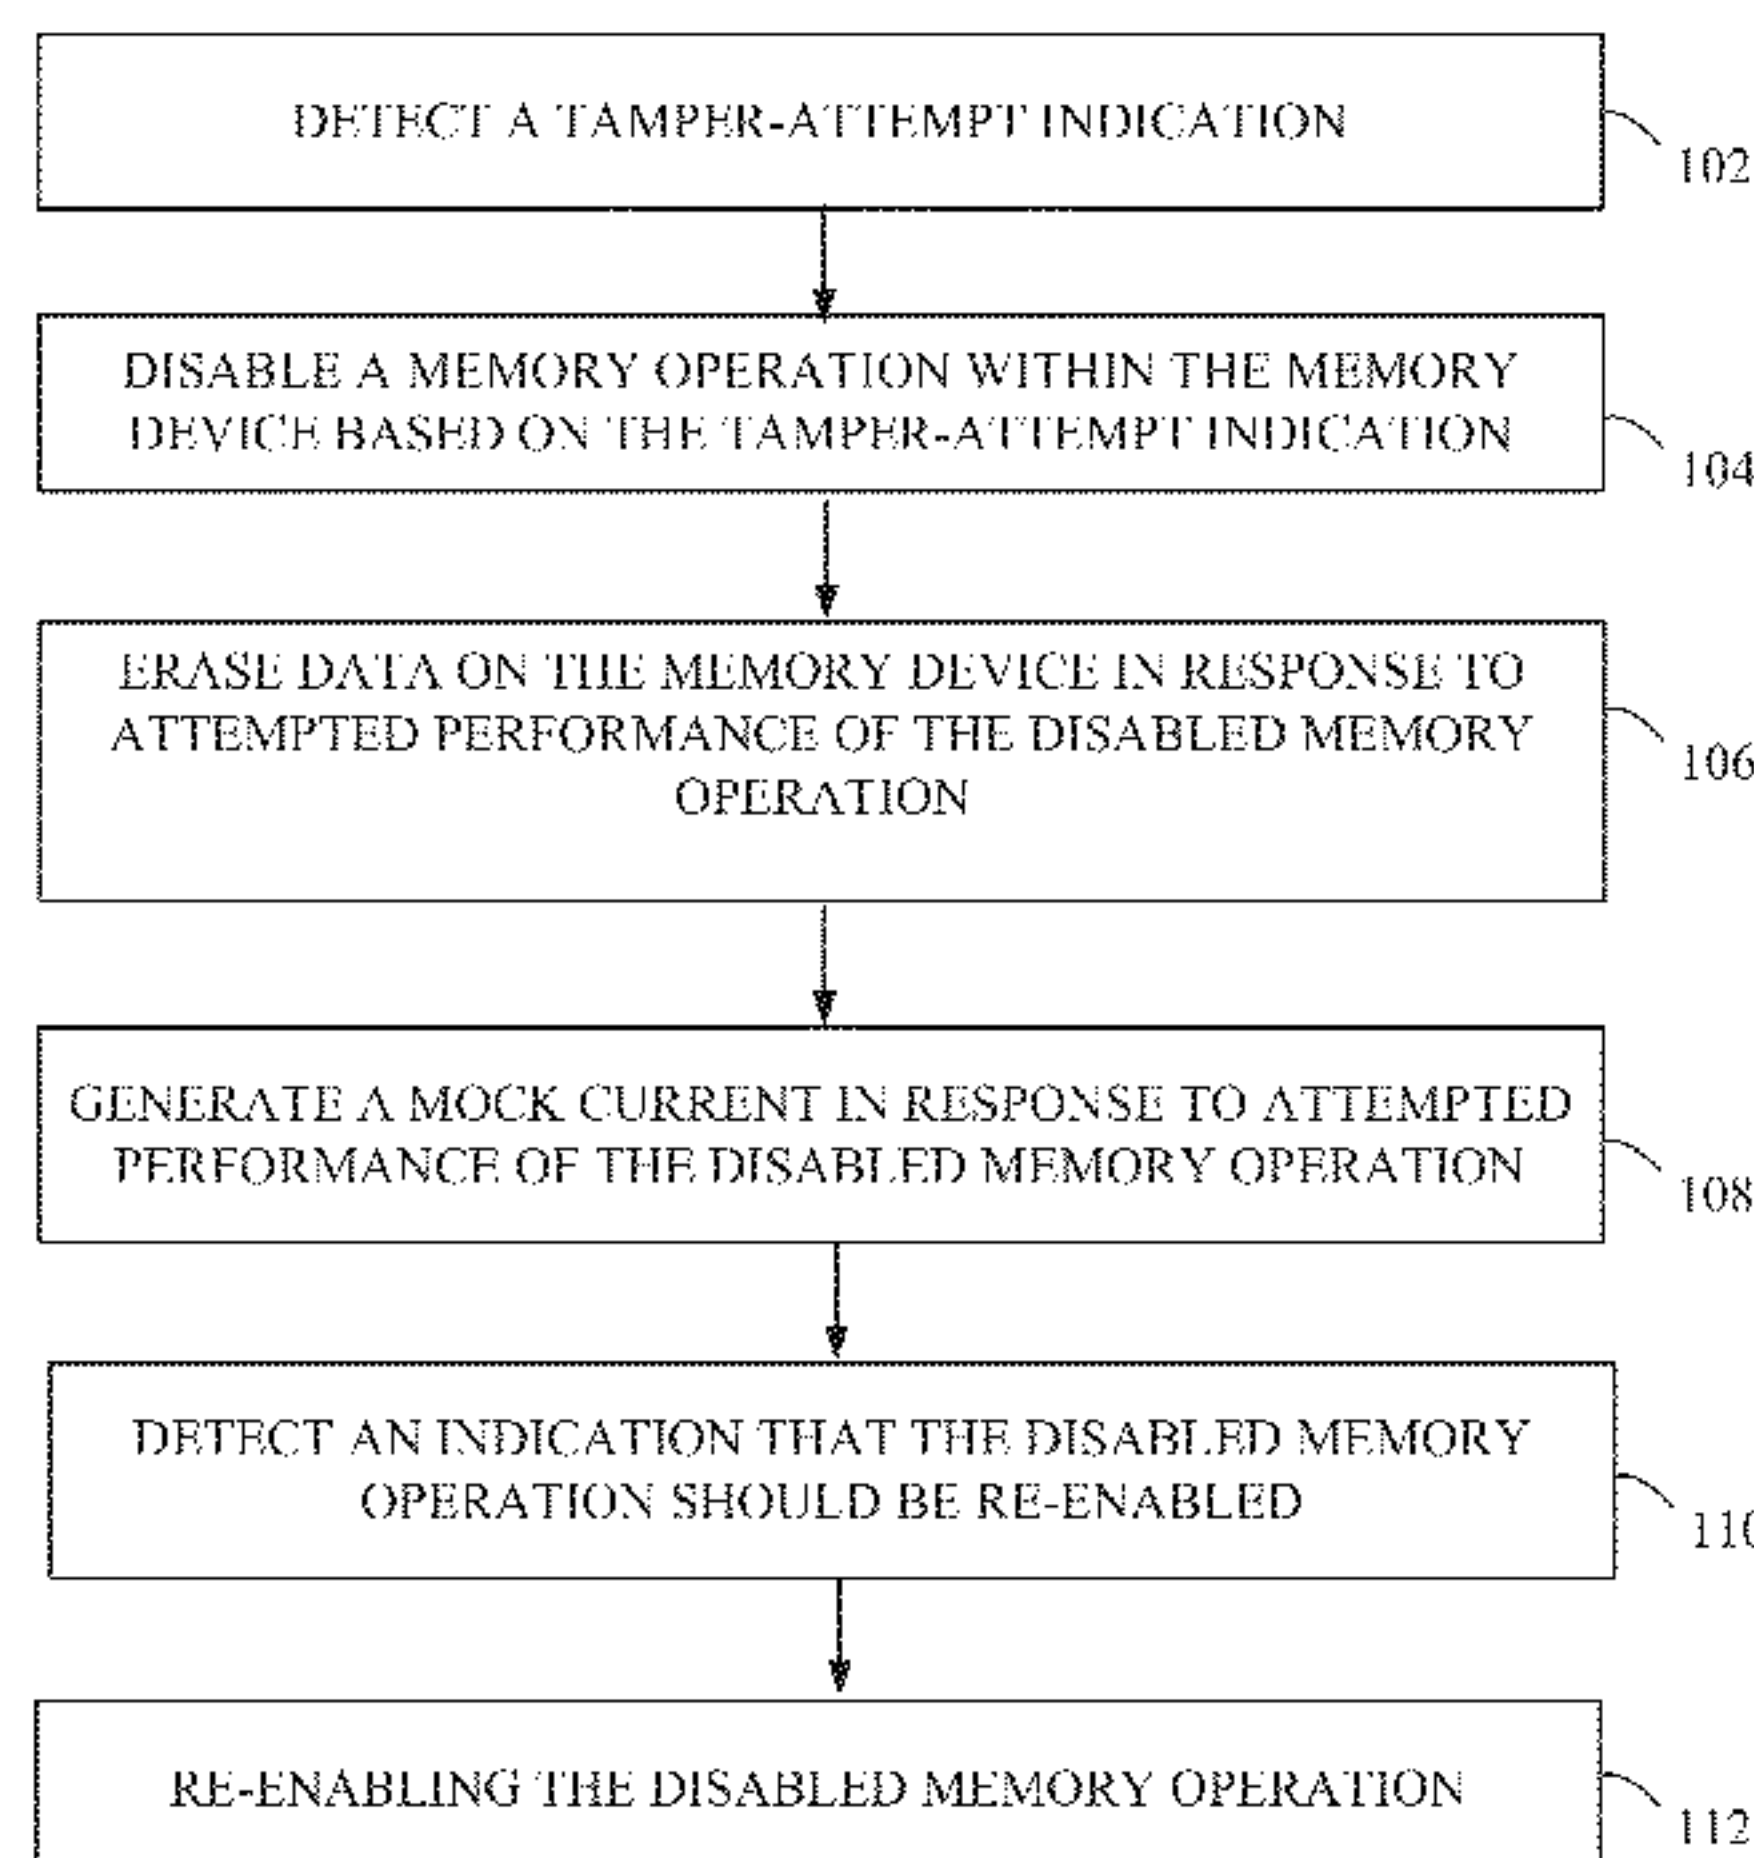 DETECT A TAMPER-ATTEMPT INDICATION
102
DISABLE A MEMORY OPERATION WITHIN THE MEMORY
DEVICE BASED ON THE TAMPER-ATTEMPT INDICATION
104
ERASE DATA ON THE MEMORY DEVICE IN RESPONSE TO
ATTEMPTED PERFORMANCE OF THE DISABLED MEMORY
OPERATION
106
GENERATE A MOCK CURRENT IN RESPONSE TO ATTEMPTED
PERFORMANCE OF THE DISABLED MEMORY OPERATION
108
DETECT AN INDICATION THAT THE DISABLED MEMORY
OPERATION SHOULD BE RE-ENABLED
110
RE-ENABLING THE DISABLED MEMORY OPERATION
112